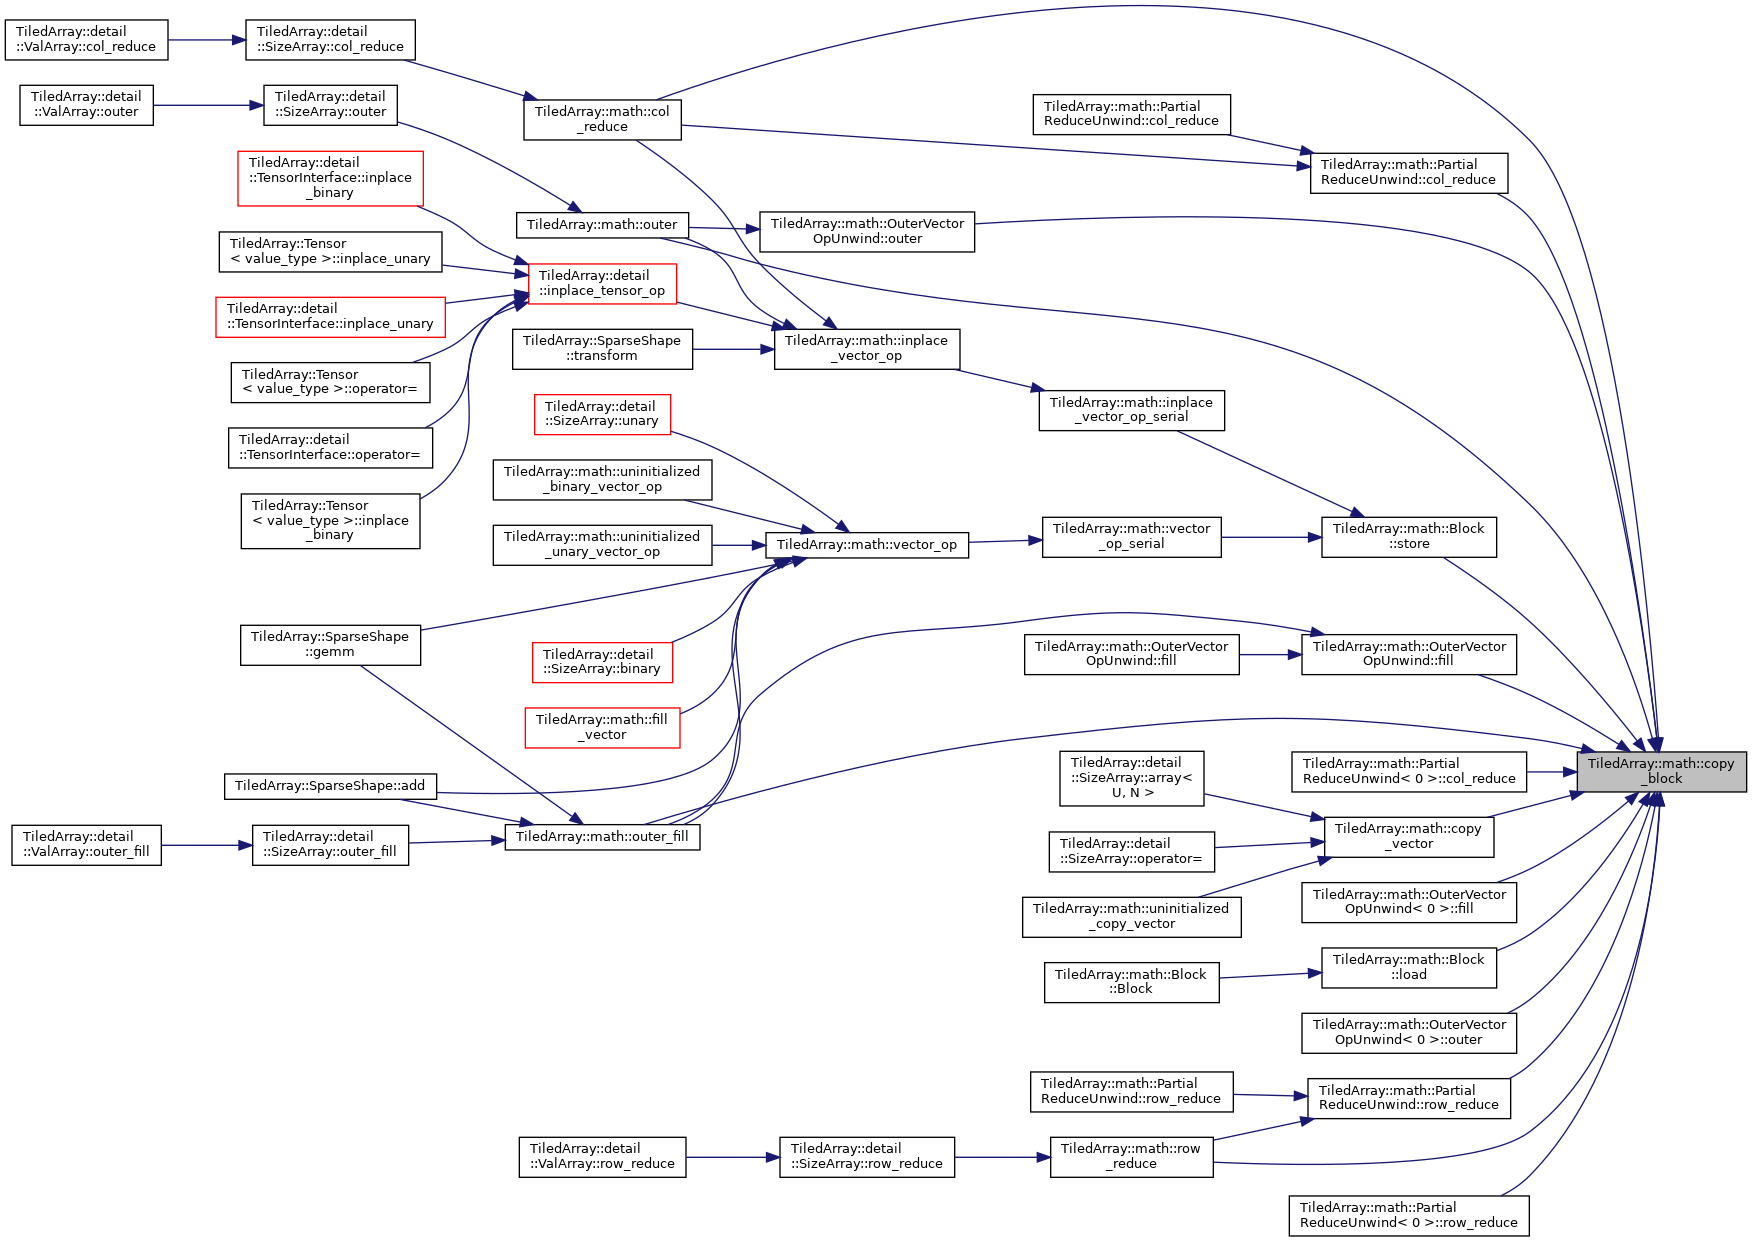 TiledArray::detail
::ValArray::col_reduce
TiledArray::detail
::SizeArray::col_reduce
TiledArray::detail
::ValArray::outer
TiledArray::detail
::SizeArray::outer
TiledArray::math::col
_reduce
TiledArray::math::Partial
ReduceUnwind::col_reduce
TiledArray::math::Partial
ReduceUnwind::col_reduce
TiledArray::detail
::TensorInterface::inplace
_binary
TiledArray::math::outer
TiledArray::math::OuterVector
OpUnwind::outer
TiledArray::Tensor
< value_type >::inplace_unary
TiledArray::detail
::inplace_tensor_op
TiledArray::detail
::TensorInterface::inplace_unary
TiledArray::SparseShape
::transform
TiledArray::math::inplace
_vector_op
TiledArray::Tensor
< value_type >::operator=
TiledArray::detail
::SizeArray::unary
TiledArray::math::inplace
_vector_op_serial
TiledArray::detail
::TensorInterface::operator=
TiledArray::math::uninitialized
_binary_vector_op
TiledArray::Tensor
< value_type >::inplace
_binary
TiledArray::math::uninitialized
_unary_vector_op
TiledArray::math::vector_op
TiledArray::math::vector
_op_serial
TiledArray::math::Block
::store
TiledArray::SparseShape
::gemm
TiledArray::detail
::SizeArray::binary
TiledArray::math::OuterVector
OpUnwind::fill
TiledArray::math::OuterVector
OpUnwind::fill
TiledArray::math::fill
_vector
TiledArray::SparseShape::add
TiledArray::detail
::SizeArray::array<
U, N >
TiledArray::math::Partial
ReduceUnwind< 0 >::col_reduce
TiledArray::math::copy
_block
TiledArray::detail
::ValArray::outer_fill
TiledArray::detail
::SizeArray::outer_fill
TiledArray::math::outer_fill
TiledArray::detail
::SizeArray::operator=
TiledArray::math::copy
_vector
TiledArray::math::uninitialized
_copy_vector
TiledArray::math::OuterVector
OpUnwind< 0 >::fill
TiledArray::math::Block
::Block
TiledArray::math::Block
::load
TiledArray::math::OuterVector
OpUnwind< 0 >::outer
TiledArray::math::Partial
ReduceUnwind::row_reduce
TiledArray::math::Partial
ReduceUnwind::row_reduce
TiledArray::detail
::ValArray::row_reduce
TiledArray::detail
::SizeArray::row_reduce
TiledArray::math::row
_reduce
TiledArray::math::Partial
ReduceUnwind< 0 >::row_reduce